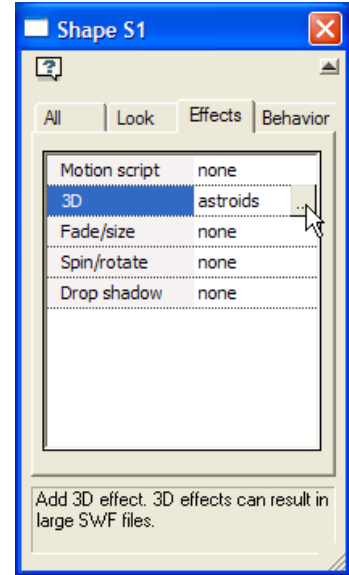 Shape S1
All Look Effects Behavior
Motion script none
3D astroids ...
Fade/size none
Spin/rotate none
Drop shadow none
Add 3D effect. 3D effects can result in
large SWF files.